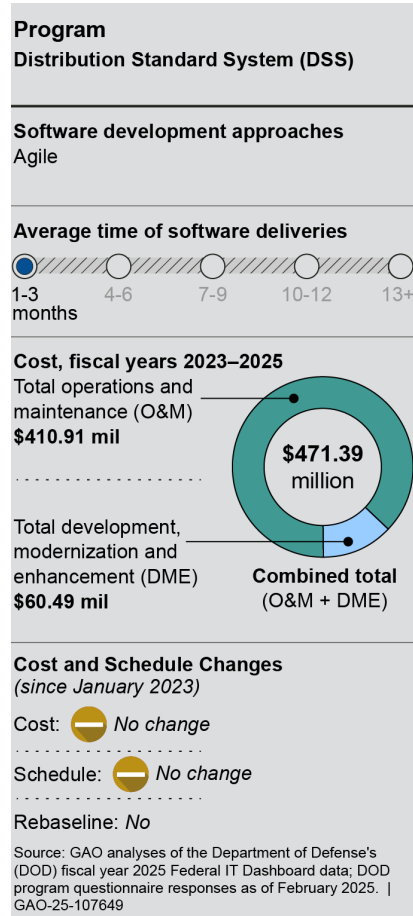 Program
Distribution Standard System (DSS)
Software development approaches
Agile
Average time of software deliveries
1-3 4-6 7-9 10-12 13+
months
Cost, fiscal years 2023–2025
Total operations and
maintenance (O&M)
$410.91 mil
$471.39
million
Total development,
modernization and
enhancement (DME)
$60.49 mil
Combined total
(O&M + DME)
Cost and Schedule Changes
(since January 2023)
Cost: No change
Schedule: No change
Rebaseline: No
Source: GAO analyses of the Department of Defense's
(DOD) fiscal year 2025 Federal IT Dashboard data; DOD
program questionnaire responses as of February 2025. |
GAO-25-107649